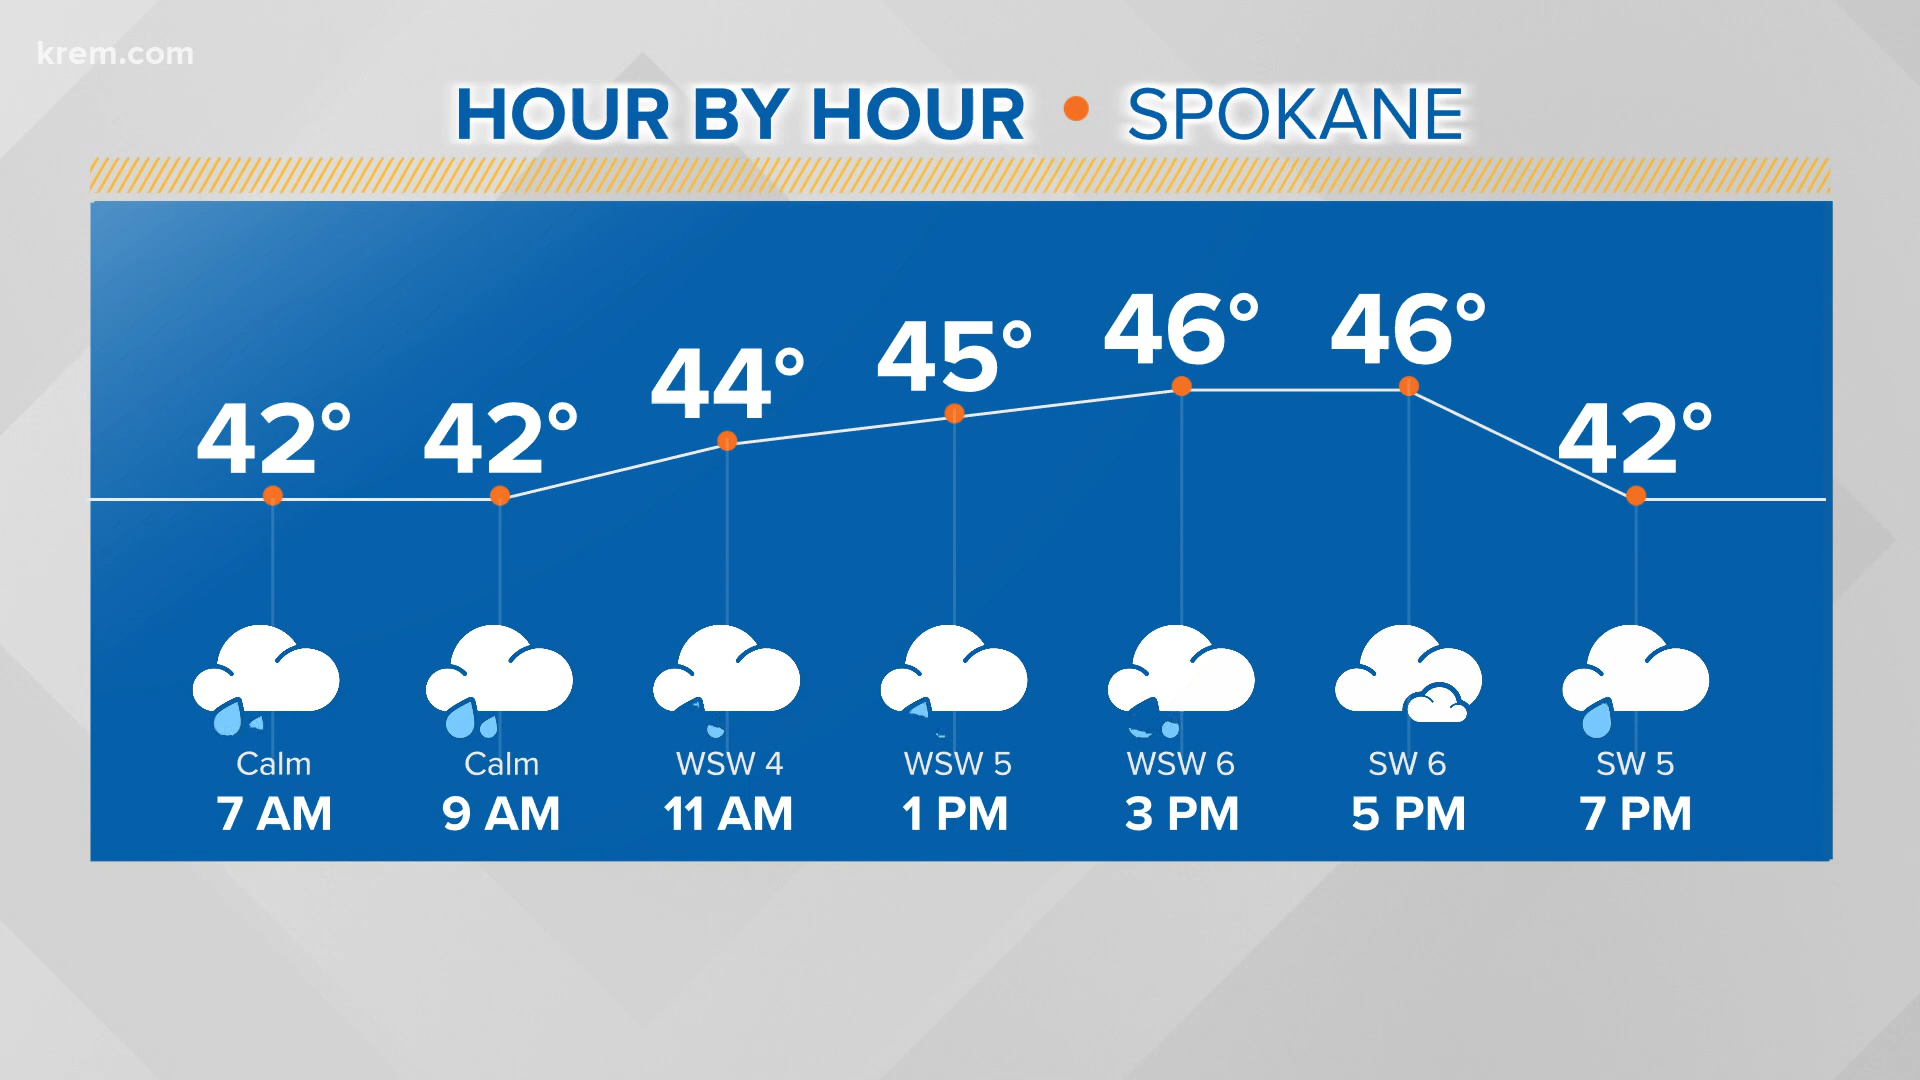 krem.com
HOUR BY HOUR • SPOKANE
42° 42° 44° 45° 46° 46° 42°
Calm Calm WSW 4 WSW 5 WSW 6 SW 6 SW 5
7 AM 9 AM 11 AM 1 PM 3 PM 5 PM 7 PM